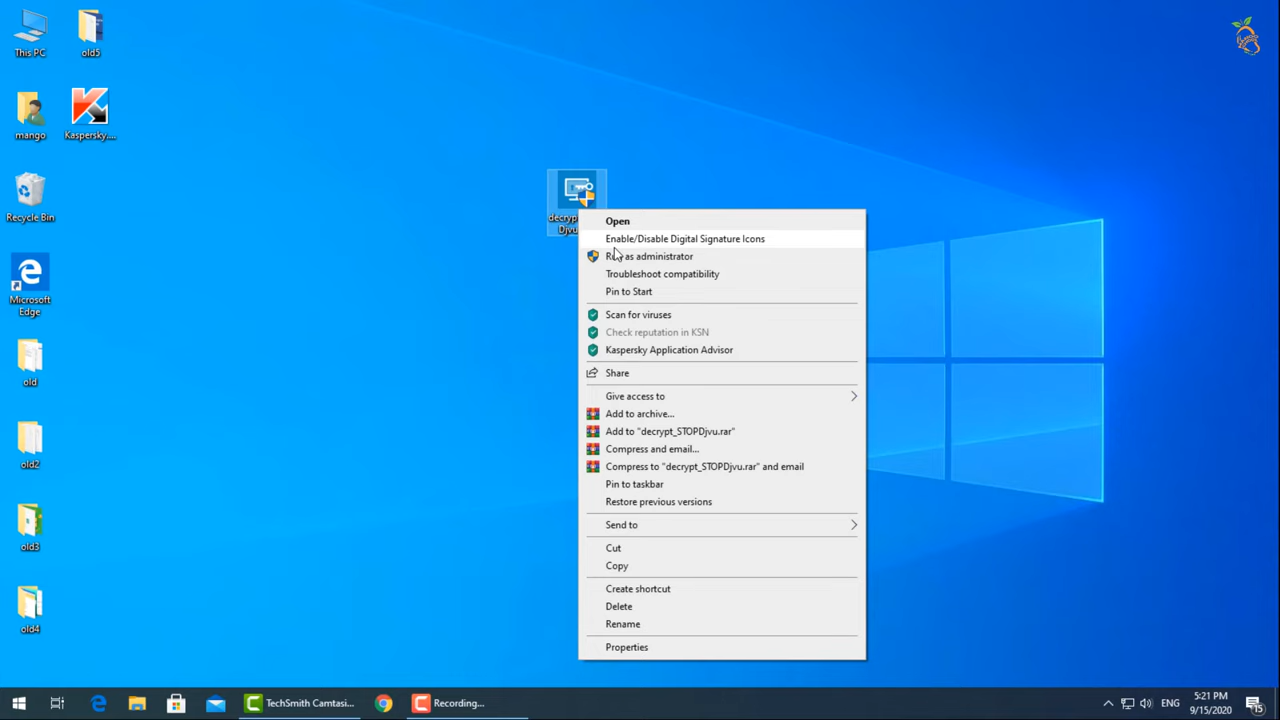 This PC
old5
mango
Kaspersky....
Recycle Bin
Microsoft
Edge
old
old2
old3
old4
decrypt
Djvu
Open
Enable/Disable Digital Signature Icons
Run as administrator
Troubleshoot compatibility
Pin to Start
Scan for viruses
Check reputation in KSN
Kaspersky Application Advisor
Share
Give access to
Add to archive...
Add to "decrypt_STOPDjvu.rar"
Compress and email...
Compress to "decrypt_STOPDjvu.rar" and email
Pin to taskbar
Restore previous versions
Send to
Cut
Copy
Create shortcut
Delete
Rename
Properties
TechSmith Camtasi...
Recording...
ENG
5:21 PM
9/15/2020
15